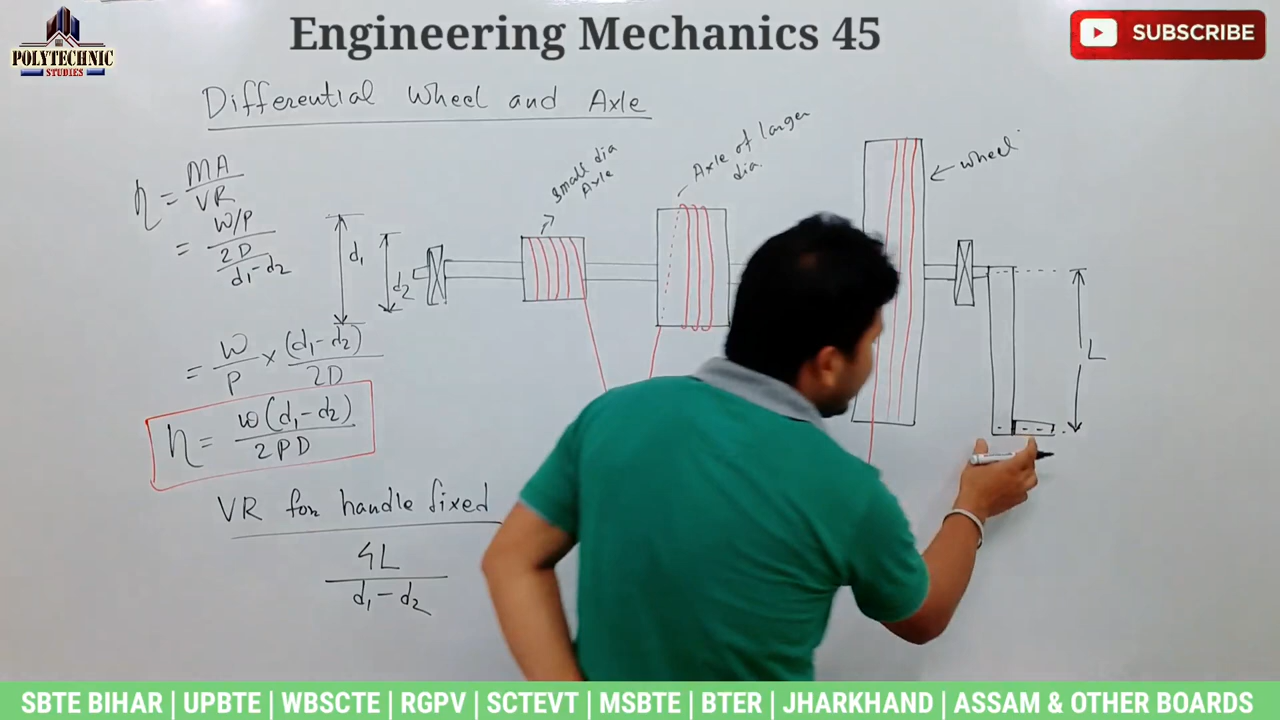 Engineering Mechanics 45
SUBSCRIBE
POLYTECHNIC
STUDIES
Differential Wheel and Axle
η = MA / VR
= W/P / 2D / d₁-d₂
= W / P × (d₁-d₂) / 2D
η = W(d₁-d₂) / 2PD
d₁
d₂
small dia
Axle
Axle of larger
dia.
wheel
L
VR for handle fixed
4L / d₁-d₂
SBTE BIHAR | UPBTE | WBSCTE | RGPV | SCTEVT | MSBTE | BTER | JHARKHAND | ASSAM & OTHER BOARDS